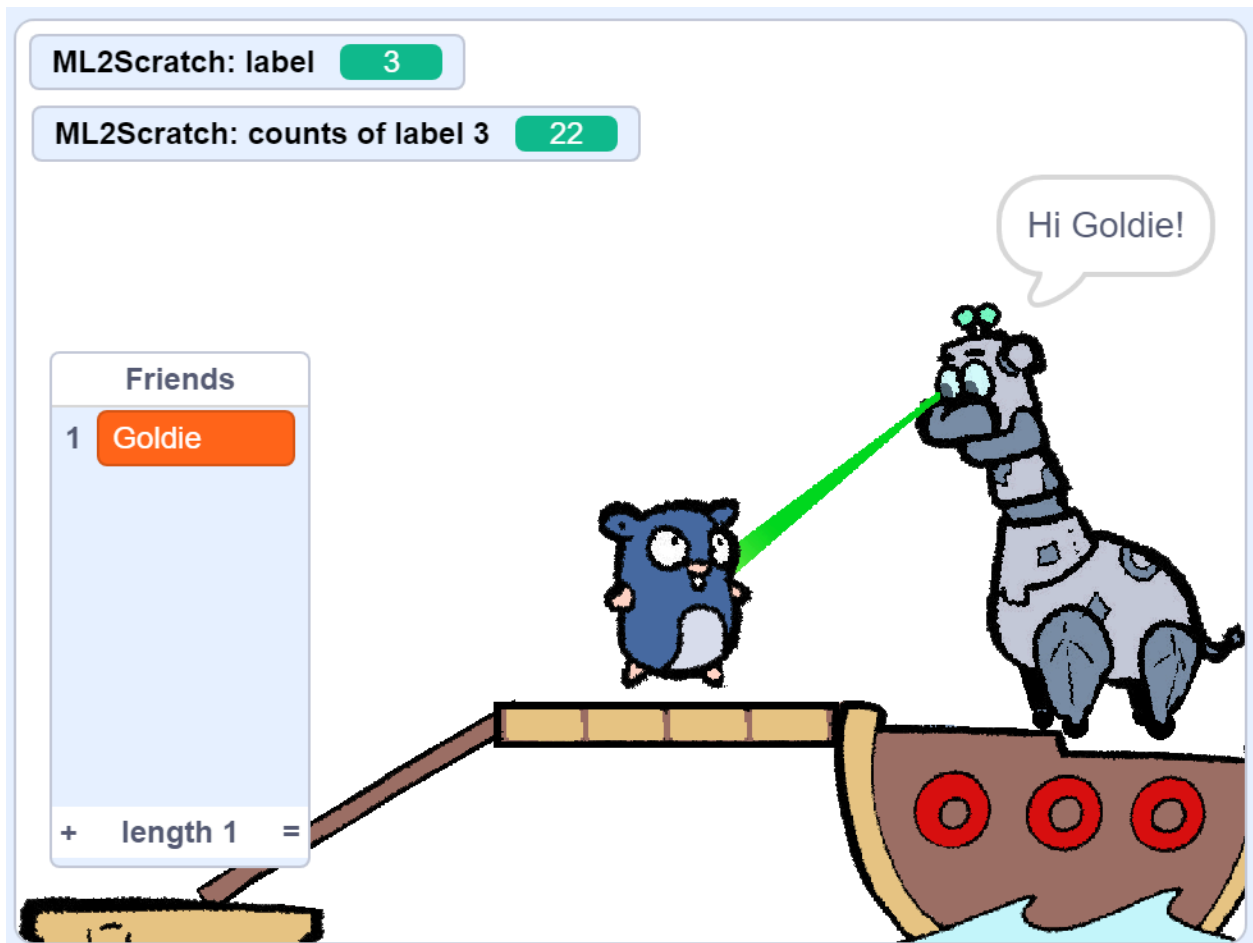 ML2Scratch: label 3
ML2Scratch: counts of label 3 22
Hi Goldie!
Friends
1 Goldie
+ length 1 =